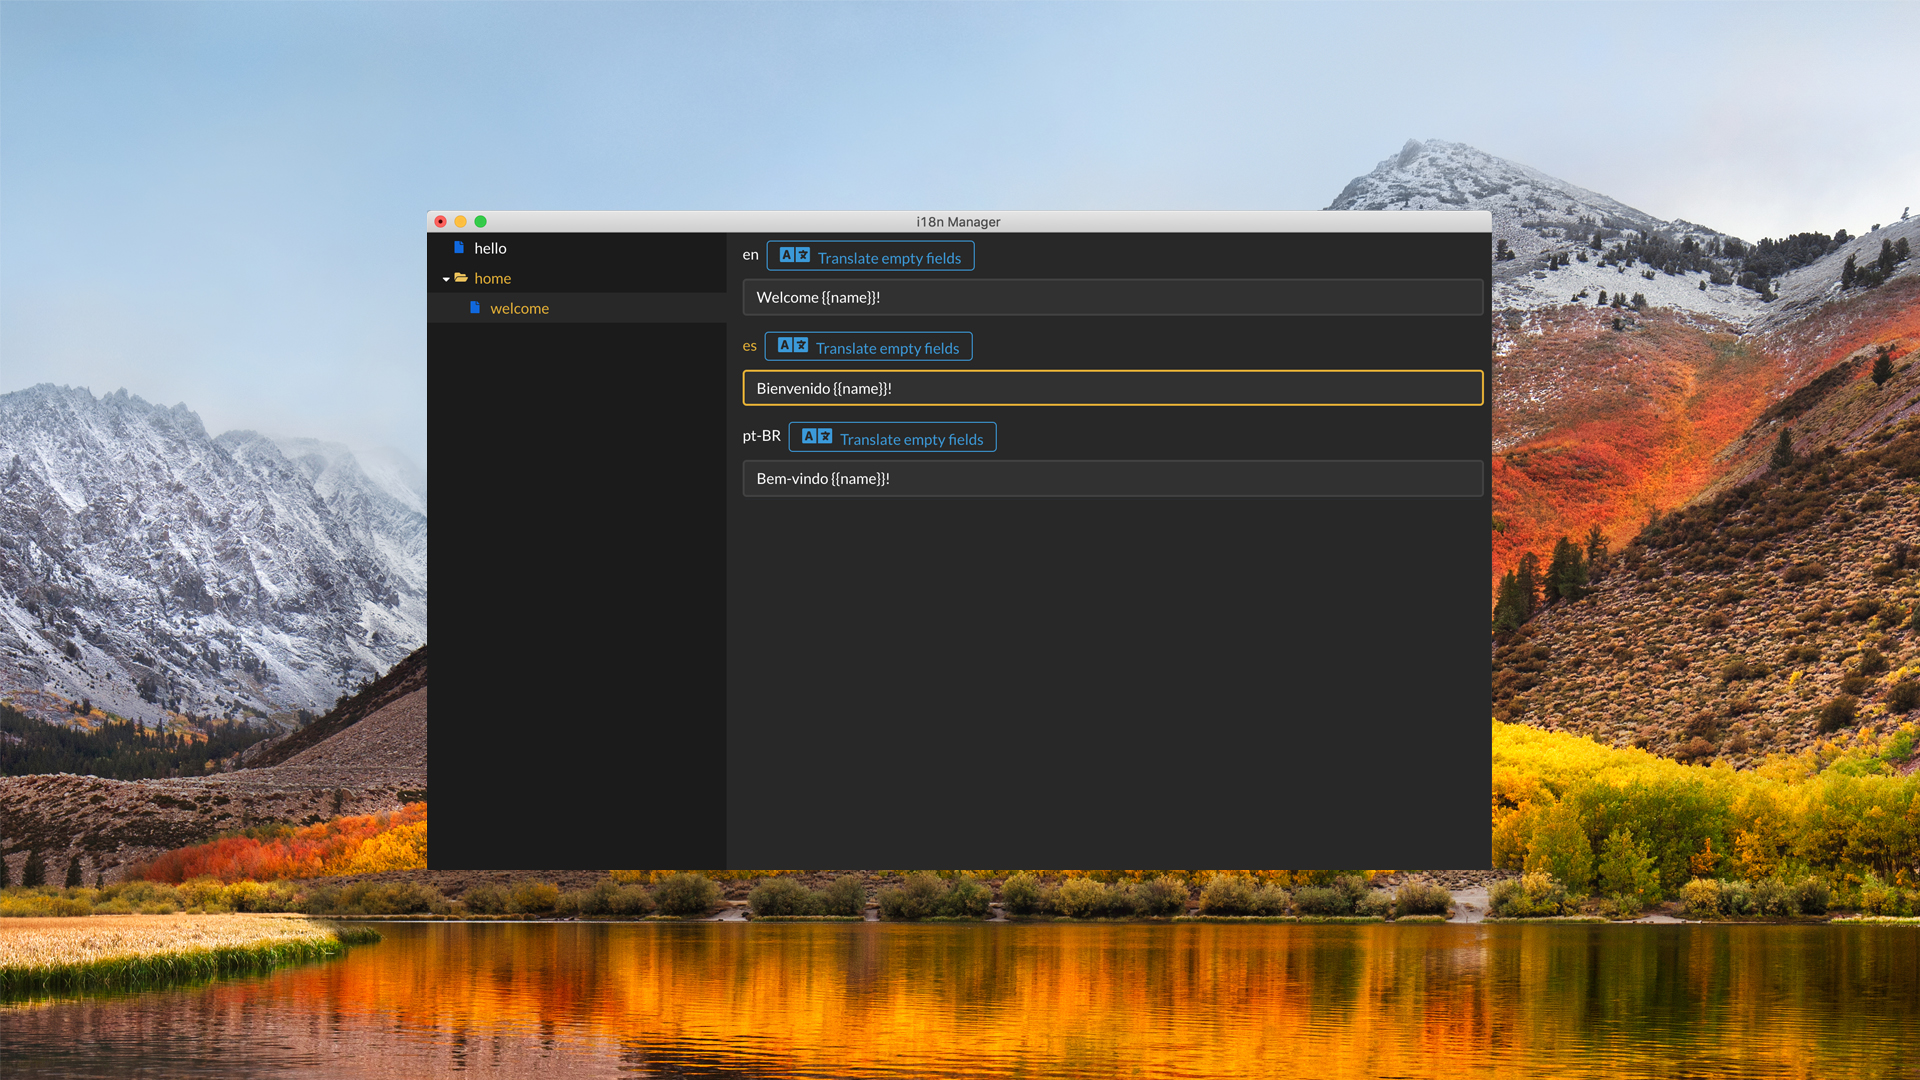 i18n Manager
hello
home
welcome
en Translate empty fields
Welcome {{name}}!
es Translate empty fields
Bienvenido {{name}}!
pt-BR Translate empty fields
Bem-vindo {{name}}!